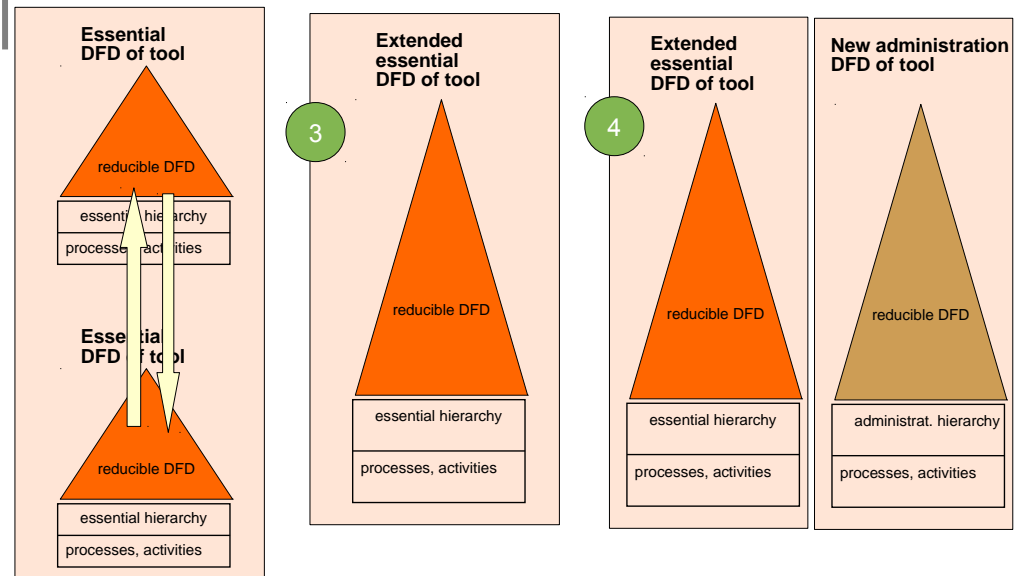 Essential
DFD of tool
reducible DFD
essential hierarchy
processes, activities
Essential
DFD of tool
reducible DFD
essential hierarchy
processes, activities
3
Extended
essential
DFD of tool
reducible DFD
essential hierarchy
processes, activities
4
Extended
essential
DFD of tool
reducible DFD
essential hierarchy
processes, activities
New administration
DFD of tool
reducible DFD
administrat. hierarchy
processes, activities